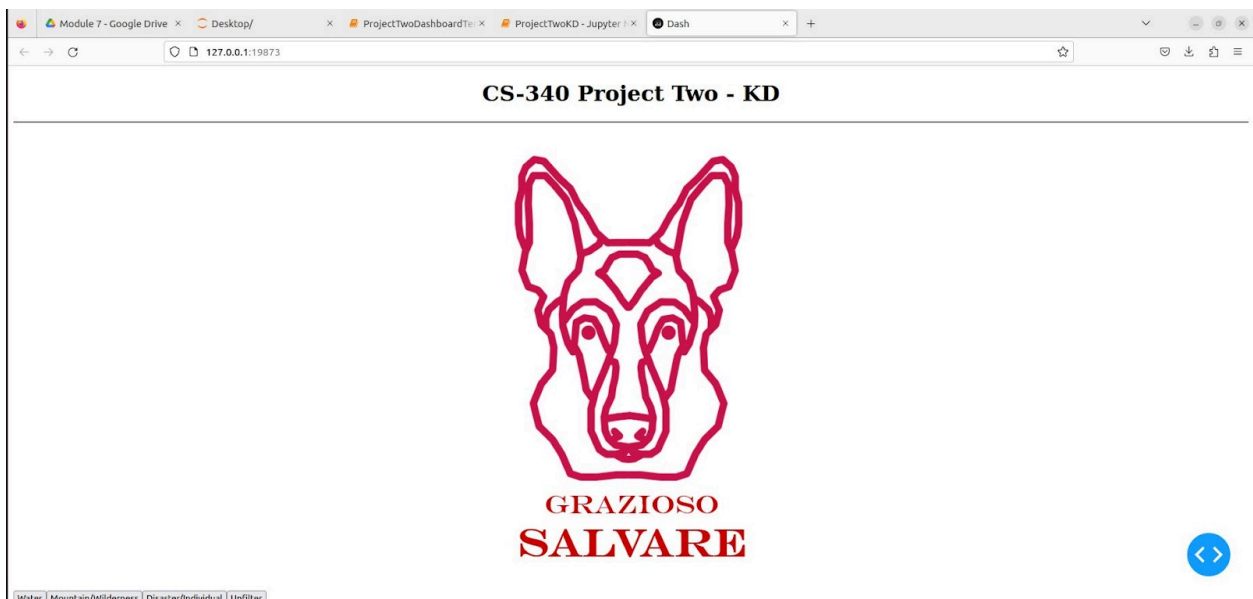 Module 7 - Google Drive
Desktop/
ProjectTwoDashboardTe
ProjectTwoKD - Jupyter N
Dash
127.0.0.1:19873
CS-340 Project Two - KD
GRAZIOSO
SALVARE
Water Mountain/Wilderness Disaster/Individual Unfilter